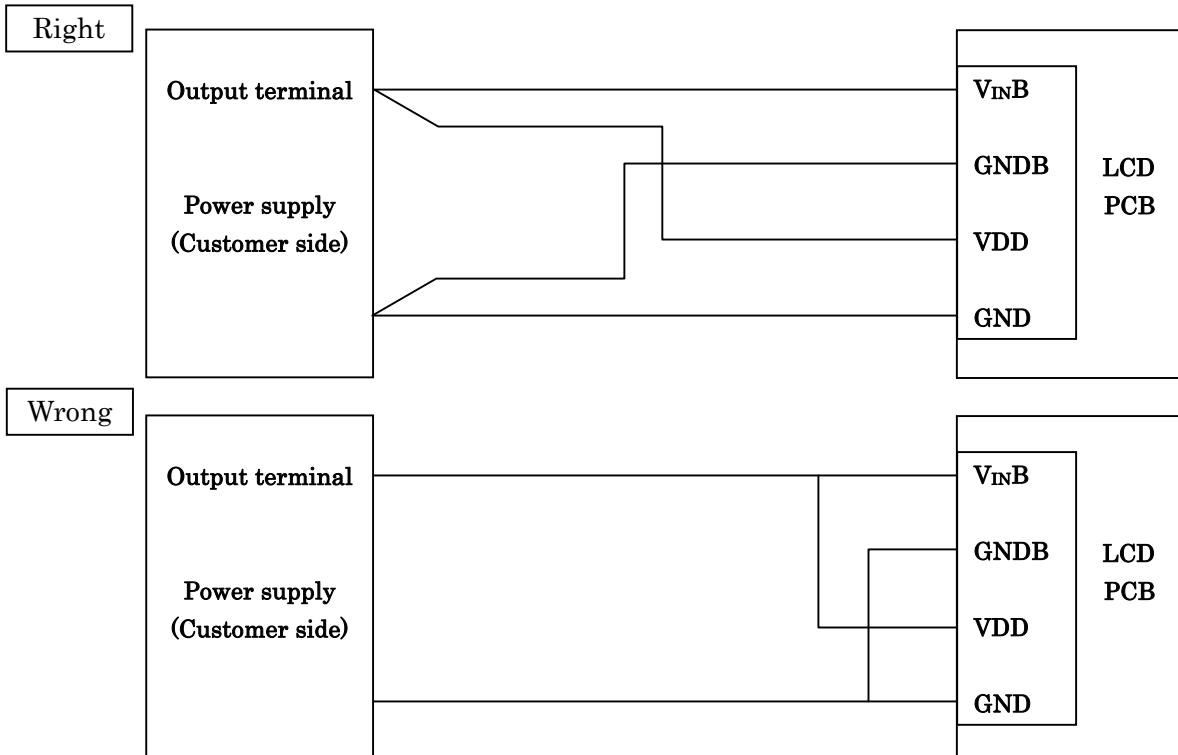 Right
Output terminal
Power supply
(Customer side)
VINB
GNDB
VDD
GND
LCD
PCB
Wrong
Output terminal
Power supply
(Customer side)
VINB
GNDB
VDD
GND
LCD
PCB